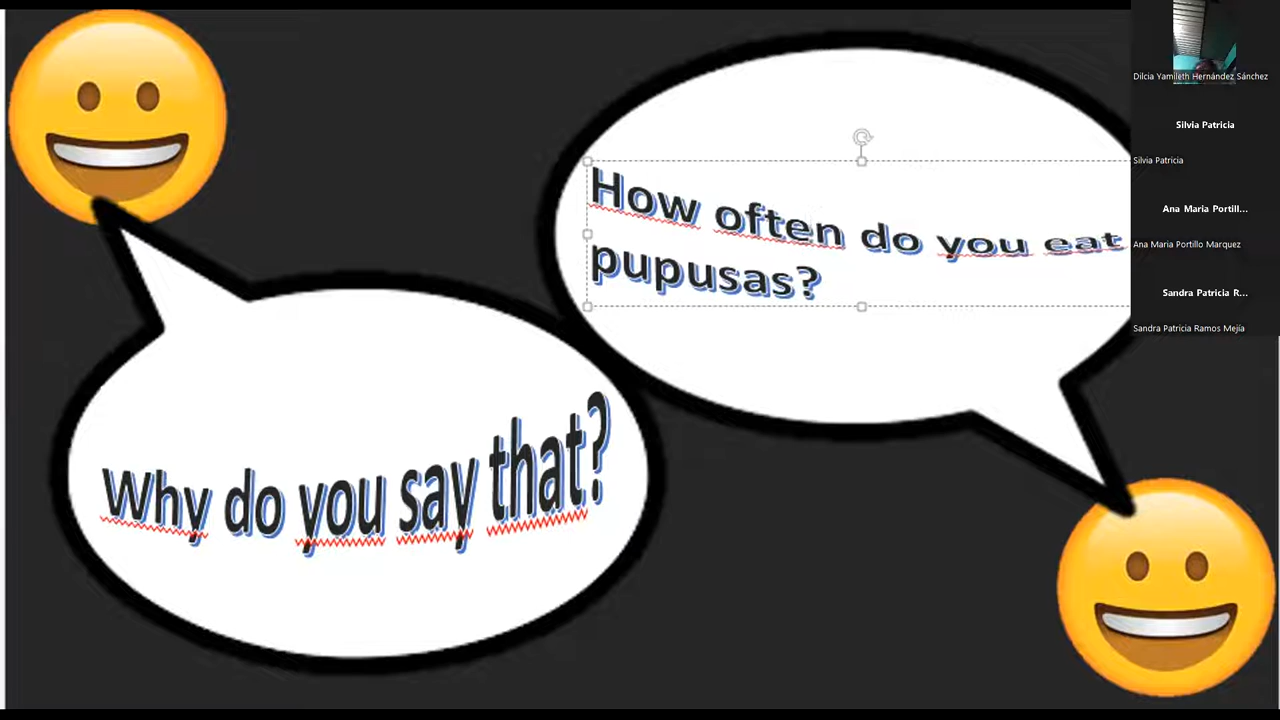 How often do you eat
pupusas?
Why do you say that?
Dilcia Yamileth Hernández Sánchez
Silvia Patricia
Silvia Patricia
Ana Maria Portill...
Ana Maria Portillo Marquez
Sandra Patricia R...
Sandra Patricia Ramos Mejía